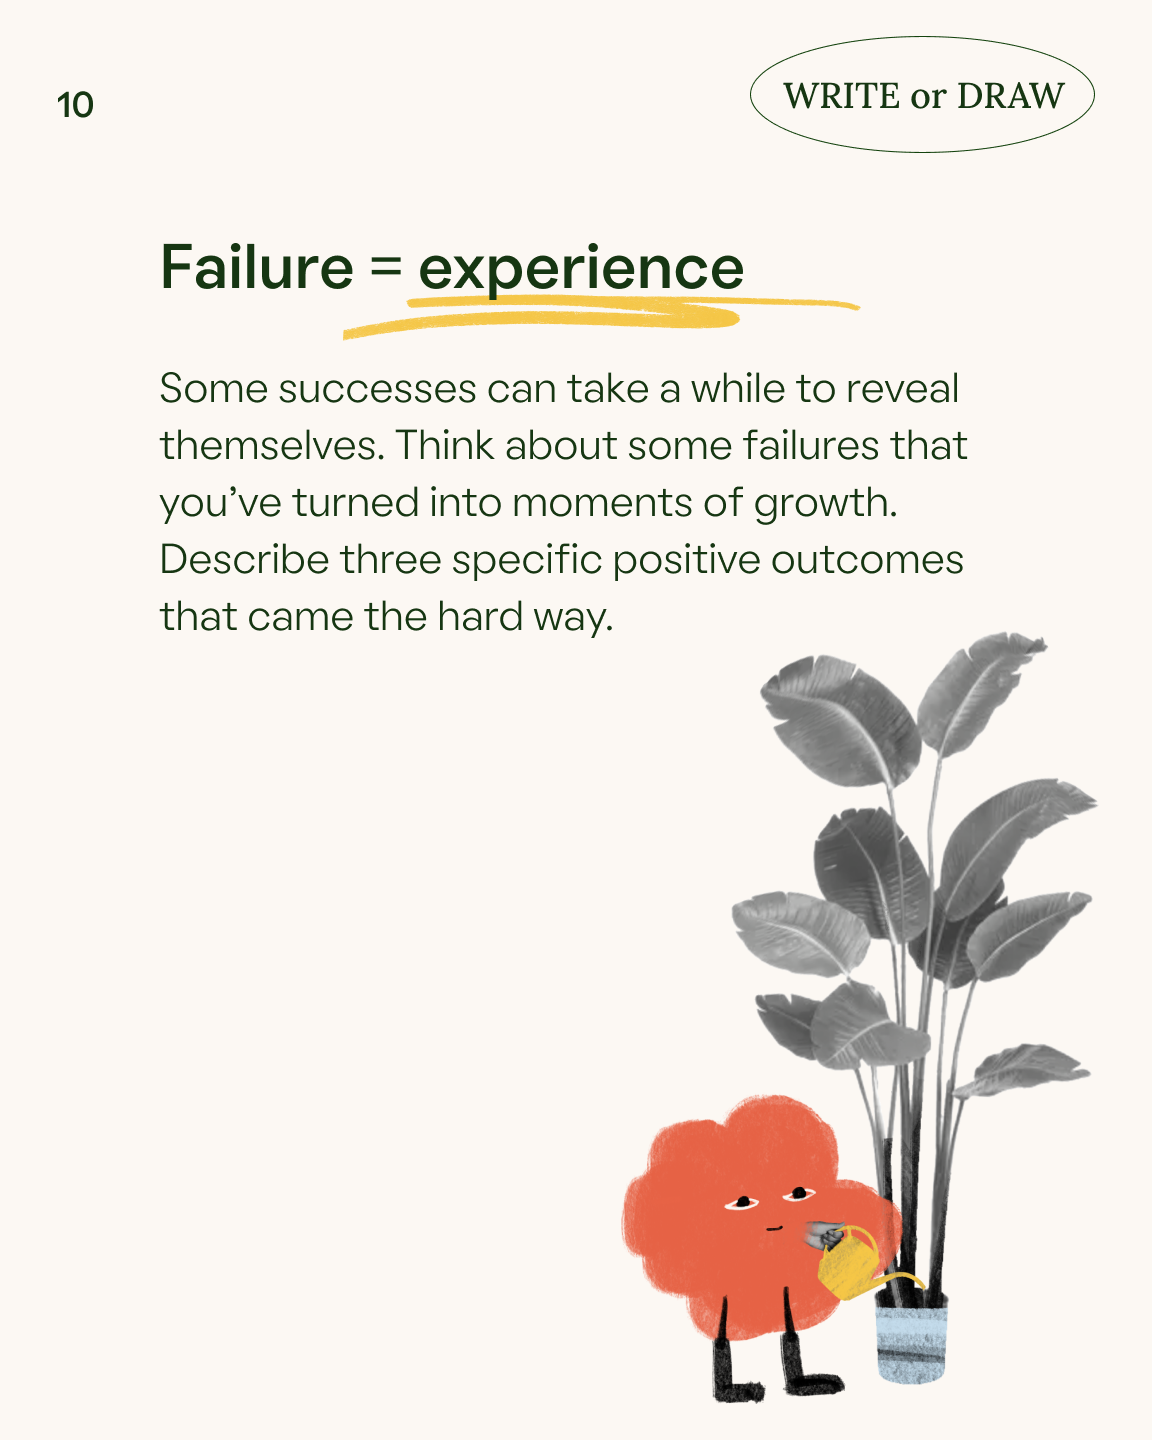 10
WRITE or DRAW
Failure = experience
Some successes can take a while to reveal
themselves. Think about some failures that
you’ve turned into moments of growth.
Describe three specific positive outcomes
that came the hard way.